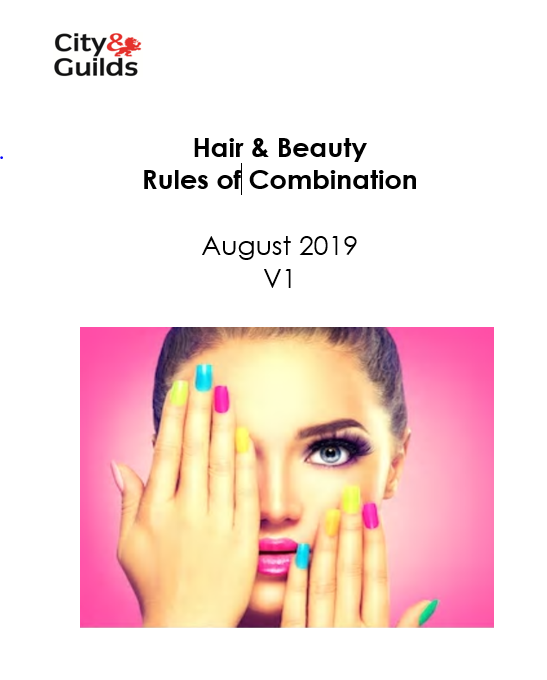 City&
Guilds
Hair & Beauty
Rules of Combination
August 2019
V1